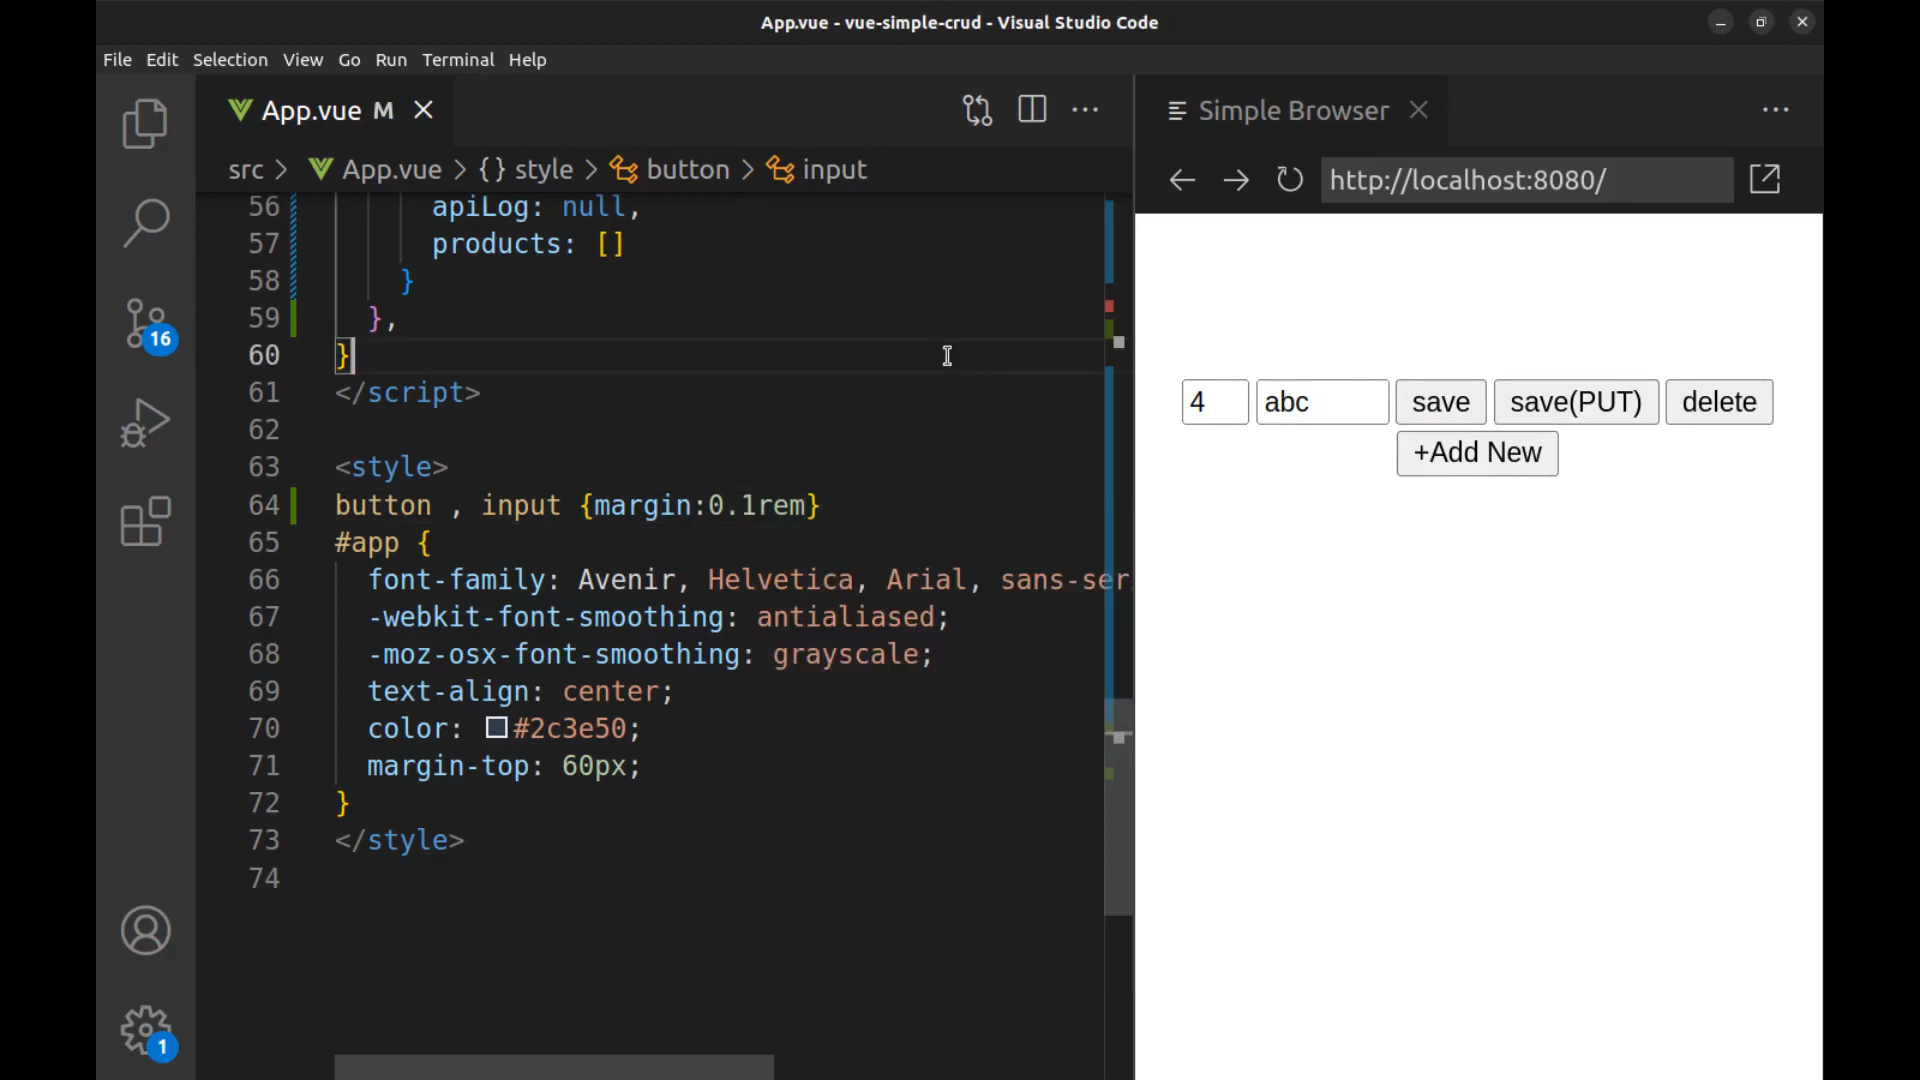 App.vue - vue-simple-crud - Visual Studio Code
File Edit Selection View Go Run Terminal Help
App.vue M
Simple Browser
src > App.vue > {} style > button > input
http://localhost:8080/
56 apiLog: null,
57 products: []
58 }
59 },
60 }
61 </script>
62
63 <style>
64 button , input {margin:0.1rem}
65 #app {
66 font-family: Avenir, Helvetica, Arial, sans-ser
67 -webkit-font-smoothing: antialiased;
68 -moz-osx-font-smoothing: grayscale;
69 text-align: center;
70 color: #2c3e50;
71 margin-top: 60px;
72 }
73 </style>
74
16
1
4 abc save save(PUT) delete
+Add New